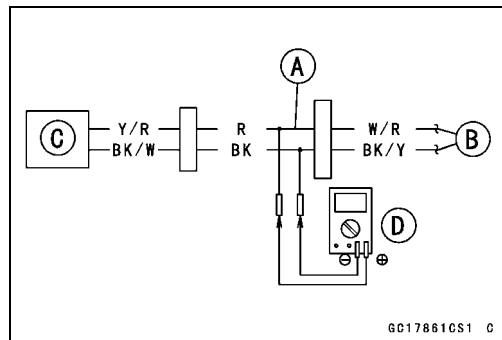 A
C Y/R R W/R B
BK/W BK BK/Y
D
⊖ ⊕
GC17861CS1 C